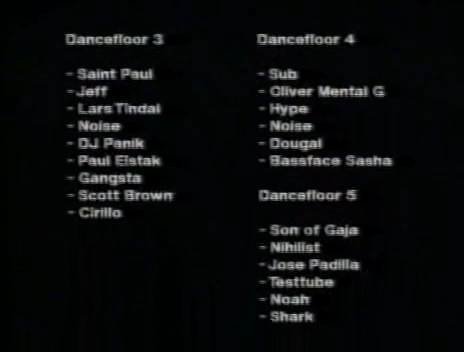 Dancefloor 3
- Saint Paul
- Jeff
- Lars Tindal
- Noise
- DJ Panik
- Paul Elstak
- Gangsta
- Scott Brown
- Cirillo
Dancefloor 4
- Sub
- Oliver Mental G
- Hype
- Noise
- Dougal
- Bassface Sasha
Dancefloor 5
- Son of Gaja
- Nihilist
- Jose Padilla
- Testtube
- Noah
- Shark